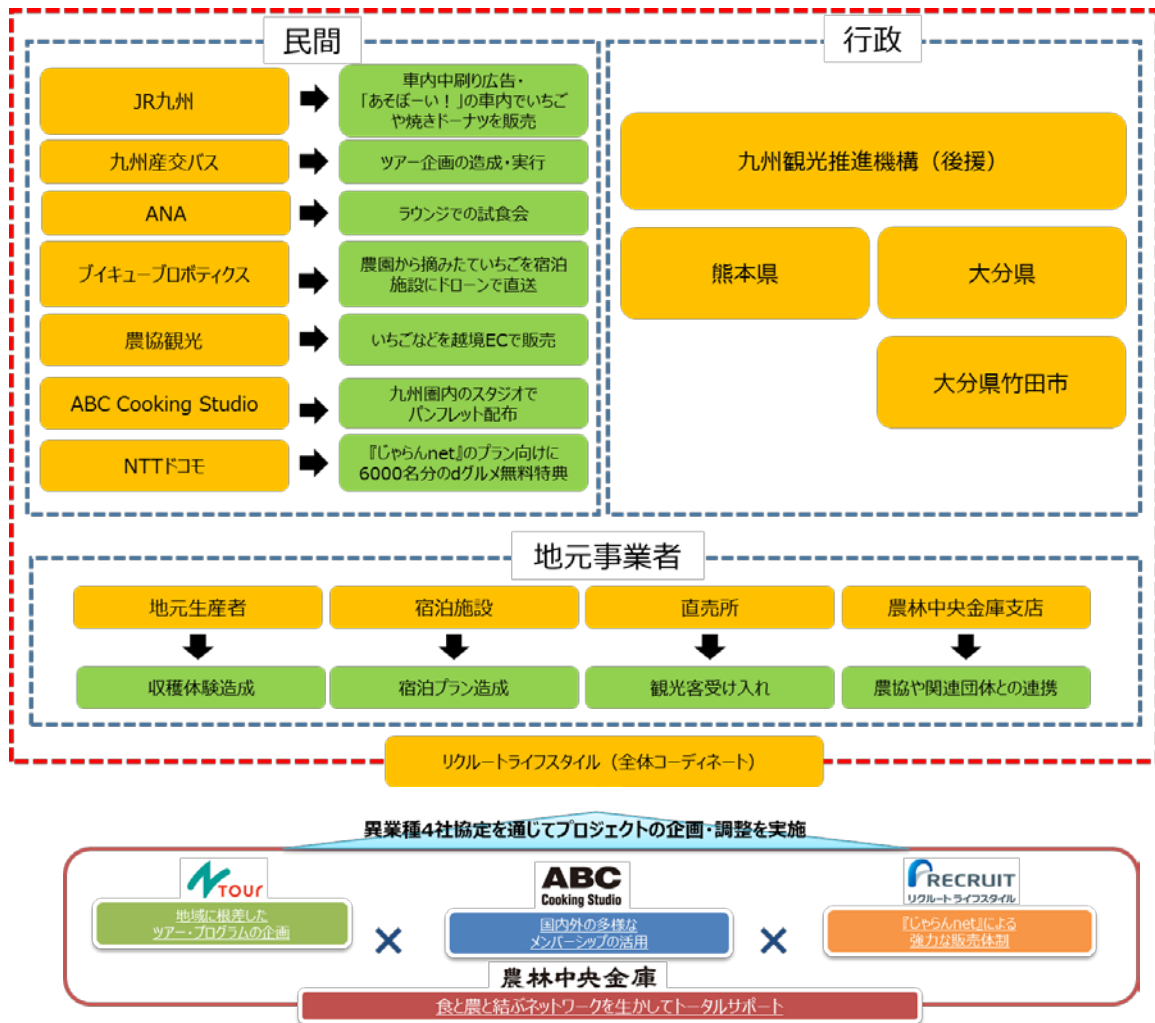 民間
JR九州
車内中刷り広告・
「あそぼーい！」の車内でいちご
や焼きドーナツを販売
九州産交バス
ツアー企画の造成・実行
ANA
ラウンジでの試食会
ブイキューブロボティクス
農園から摘みたていちごを宿泊
施設にドローンで直送
農協観光
いちごなどを越境ECで販売
ABC Cooking Studio
九州圏内のスタジオで
パンフレット配布
NTTドコモ
『じゃらんnet』のプラン向けに
6000名分のdグルメ無料特典
行政
九州観光推進機構（後援）
熊本県
大分県
大分県竹田市
地元事業者
地元生産者
宿泊施設
直売所
農林中央金庫支店
収穫体験造成
宿泊プラン造成
観光客受け入れ
農協や関連団体との連携
リクルートライフスタイル（全体コーディネート）
異業種4社協定を通じてプロジェクトの企画・調整を実施
N TOUR
地域に根差した
ツアー・プログラムの企画
×
ABC
Cooking Studio
国内外の多様な
メンバーシップの活用
×
RECRUIT
リクルートライフスタイル
『じゃらんnet』による
強力な販売体制
農林中央金庫
食と農と結ぶネットワークを生かしてトータルサポート